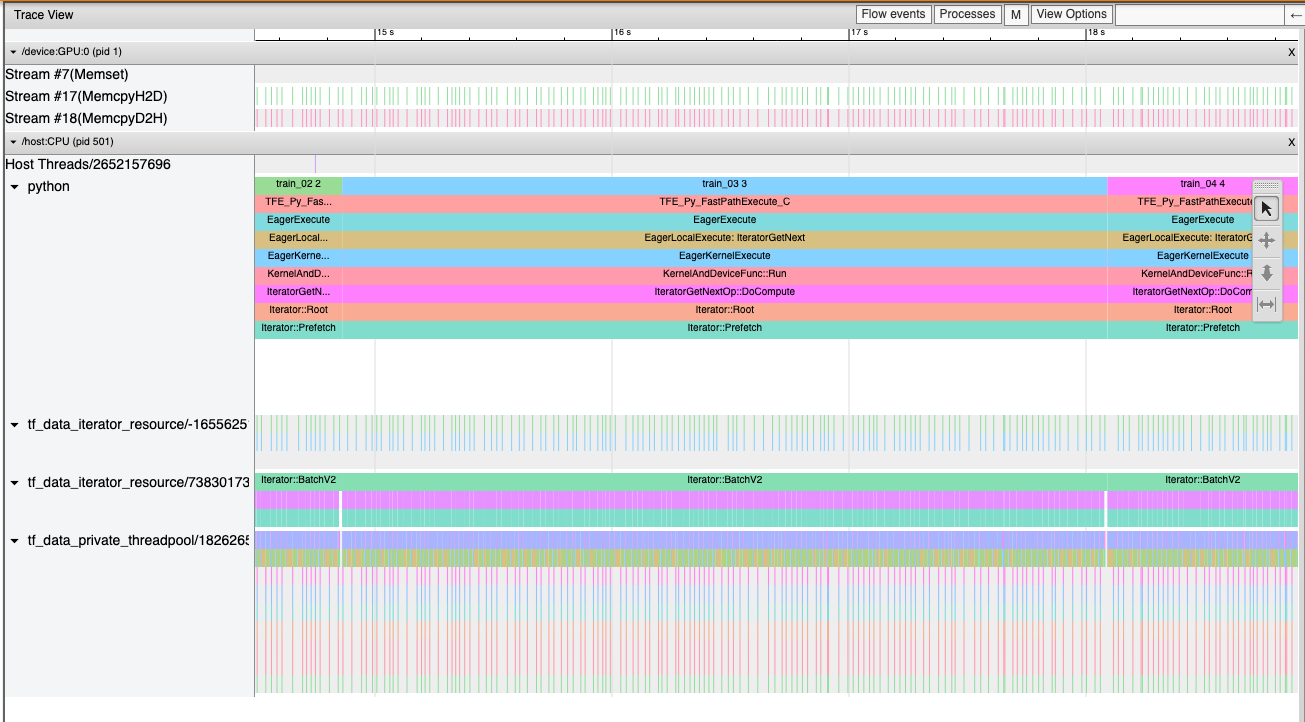 Trace View Flow events Processes M View Options ←
15 s 16 s 17 s 18 s
/device:GPU:0 (pid 1) X
Stream #7(Memset)
Stream #17(MemcpyH2D)
Stream #18(MemcpyD2H)
/host:CPU (pid 501) X
Host Threads/2652157696
python train_02 2 train_03 3 train_04 4
TFE_Py_Fas... TFE_Py_FastPathExecute_C TFE_Py_FastPathExecute
EagerExecute EagerExecute EagerExecute
EagerLocal... EagerLocalExecute: IteratorGetNext EagerLocalExecute: IteratorG
EagerKerne... EagerKernelExecute EagerKernelExecute
KernelAndD... KernelAndDeviceFunc::Run KernelAndDeviceFunc::R
IteratorGetN... IteratorGetNextOp::DoCompute IteratorGetNextOp::DoCom
Iterator::Root Iterator::Root Iterator::Root
Iterator::Prefetch Iterator::Prefetch Iterator::Prefetch
tf_data_iterator_resource/-1655625
tf_data_iterator_resource/73830173 Iterator::BatchV2 Iterator::BatchV2 Iterator::BatchV2
tf_data_private_threadpool/1826265